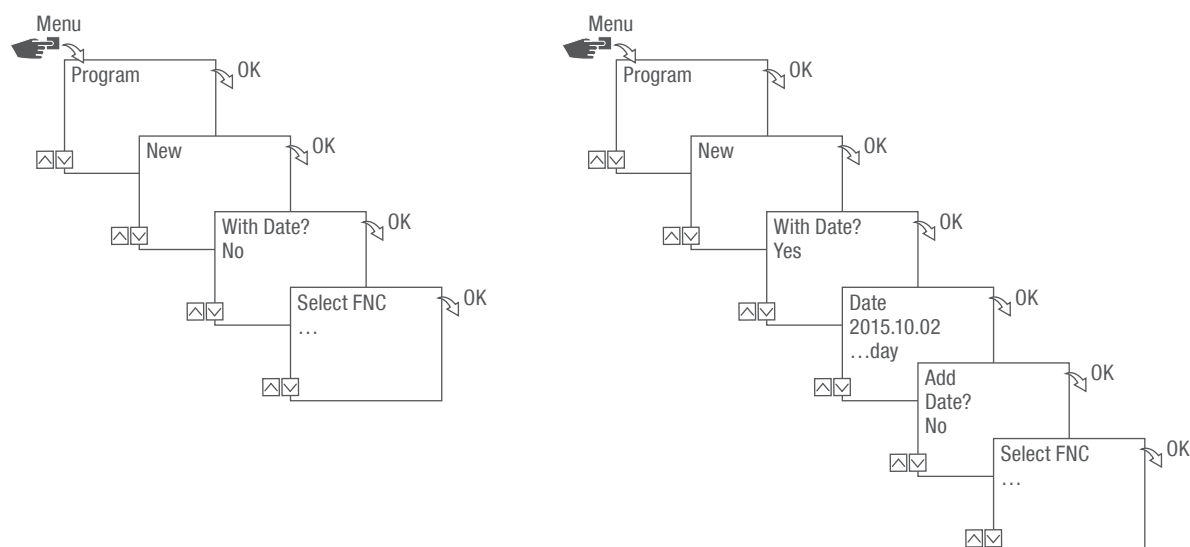 Menu
Program
OK
New
OK
With Date?
No
OK
Select FNC
...
OK
Menu
Program
OK
New
OK
With Date?
Yes
OK
Date
2015.10.02
...day
OK
Add
Date?
No
OK
Select FNC
...
OK